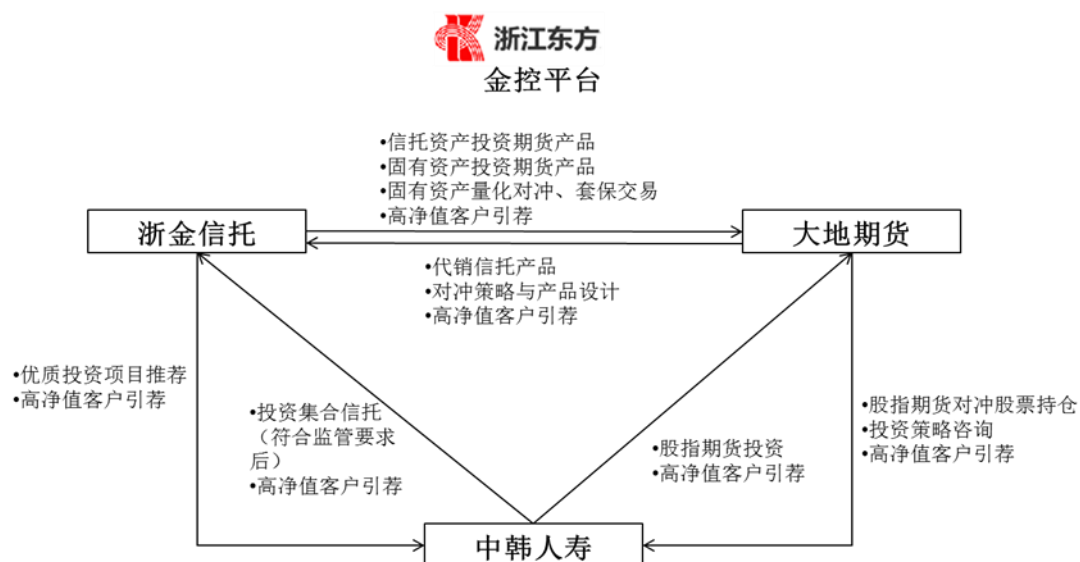 浙江东方
金控平台
•信托资产投资期货产品
•固有资产投资期货产品
•固有资产量化对冲、套保交易
•高净值客户引荐
浙金信托
大地期货
•代销信托产品
•对冲策略与产品设计
•高净值客户引荐
•优质投资项目推荐
•高净值客户引荐
•投资集合信托
（符合监管要求
后）
•高净值客户引荐
•股指期货投资
•高净值客户引荐
•股指期货对冲股票持仓
•投资策略咨询
•高净值客户引荐
中韩人寿